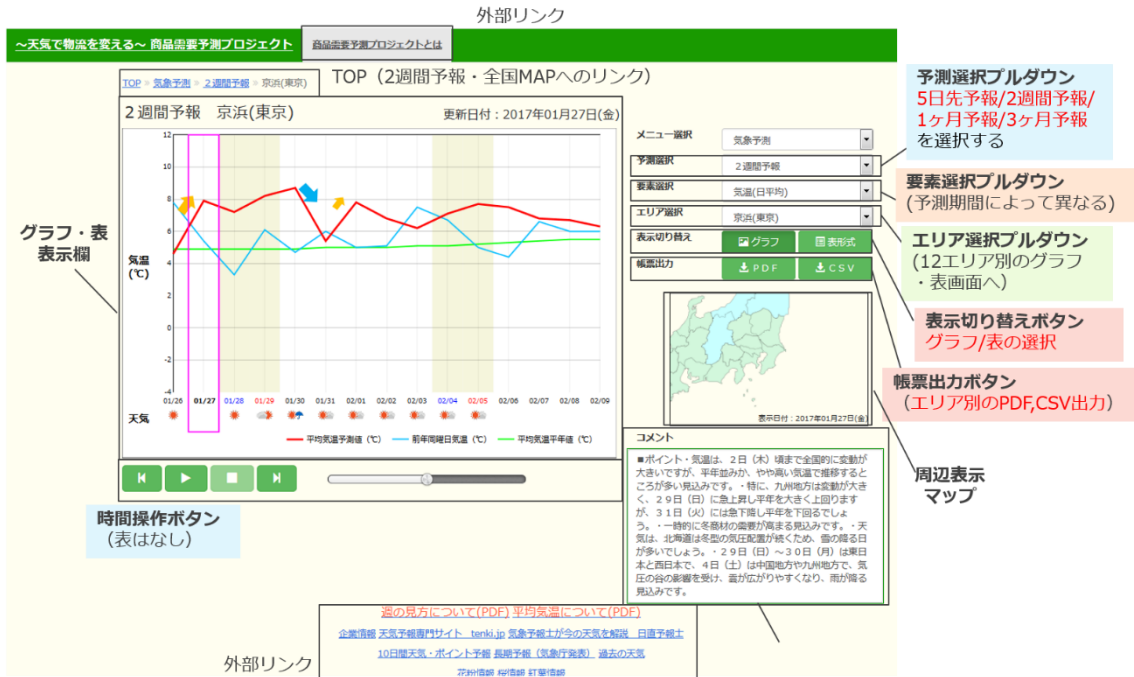 外部リンク
~天気で物流を変える~ 商品需要予測プロジェクト
商品需要予測プロジェクトとは
TOP » 気象予測 » 2週間予報 » 京浜(東京)
TOP(2週間予報・全国MAPへのリンク)
2週間予報 京浜(東京)
更新日付:2017年01月27日(金)
12
10
8
6
4
2
0
-2
-4
気温
(℃)
01/26 01/27 01/28 01/29 01/30 01/31 02/01 02/02 02/03 02/04 02/05 02/06 02/07 02/08 02/09
天気
平均気温予測値(℃) 前年同曜日気温(℃) 平均気温平年値(℃)
グラフ・表
表示欄
時間操作ボタン
(表はなし)
メニュー選択 気象予測
予測選択 2週間予報
要素選択 気温(日平均)
エリア選択 京浜(東京)
表示切り替え グラフ 表形式
帳票出力 PDF CSV
表示日付:2017年01月27日(金)
コメント
■ポイント・気温は、2日(木)頃まで全国的に変動が
大きいですが、平年並みか、やや高い気温で推移すると
ころが多い見込みです。・特に、九州地方は変動が大き
く、29日(日)に急上昇し平年を大きく上回ります
が、31日(火)には急下降し平年を下回るでしょ
う。・一時的に冬商材の需要が高まる見込みです。・天
気は、北海道は冬型の気圧配置が続くため、雪の降る日
が多いでしょう。・29日(日)~30日(月)は東日
本と西日本で、4日(土)は中国地方や九州地方で、気
圧の谷の影響を受け、雲が広がりやすくなり、雨が降る
見込みです。
予測選択プルダウン
5日先予報/2週間予報/
1ヶ月予報/3ヶ月予報
を選択する
要素選択プルダウン
(予測期間によって異なる)
エリア選択プルダウン
(12エリア別のグラフ
・表画面へ)
表示切り替えボタン
グラフ/表の選択
帳票出力ボタン
(エリア別のPDF,CSV出力)
周辺表示
マップ
週の見方について(PDF) 平均気温について(PDF)
企業情報 天気予報専門サイト tenki.jp 気象予報士が今の天気を解説 日直予報士
10日間天気・ポイント予報 長期予報(気象庁発表) 過去の天気
花粉情報 桜情報 紅葉情報
外部リンク